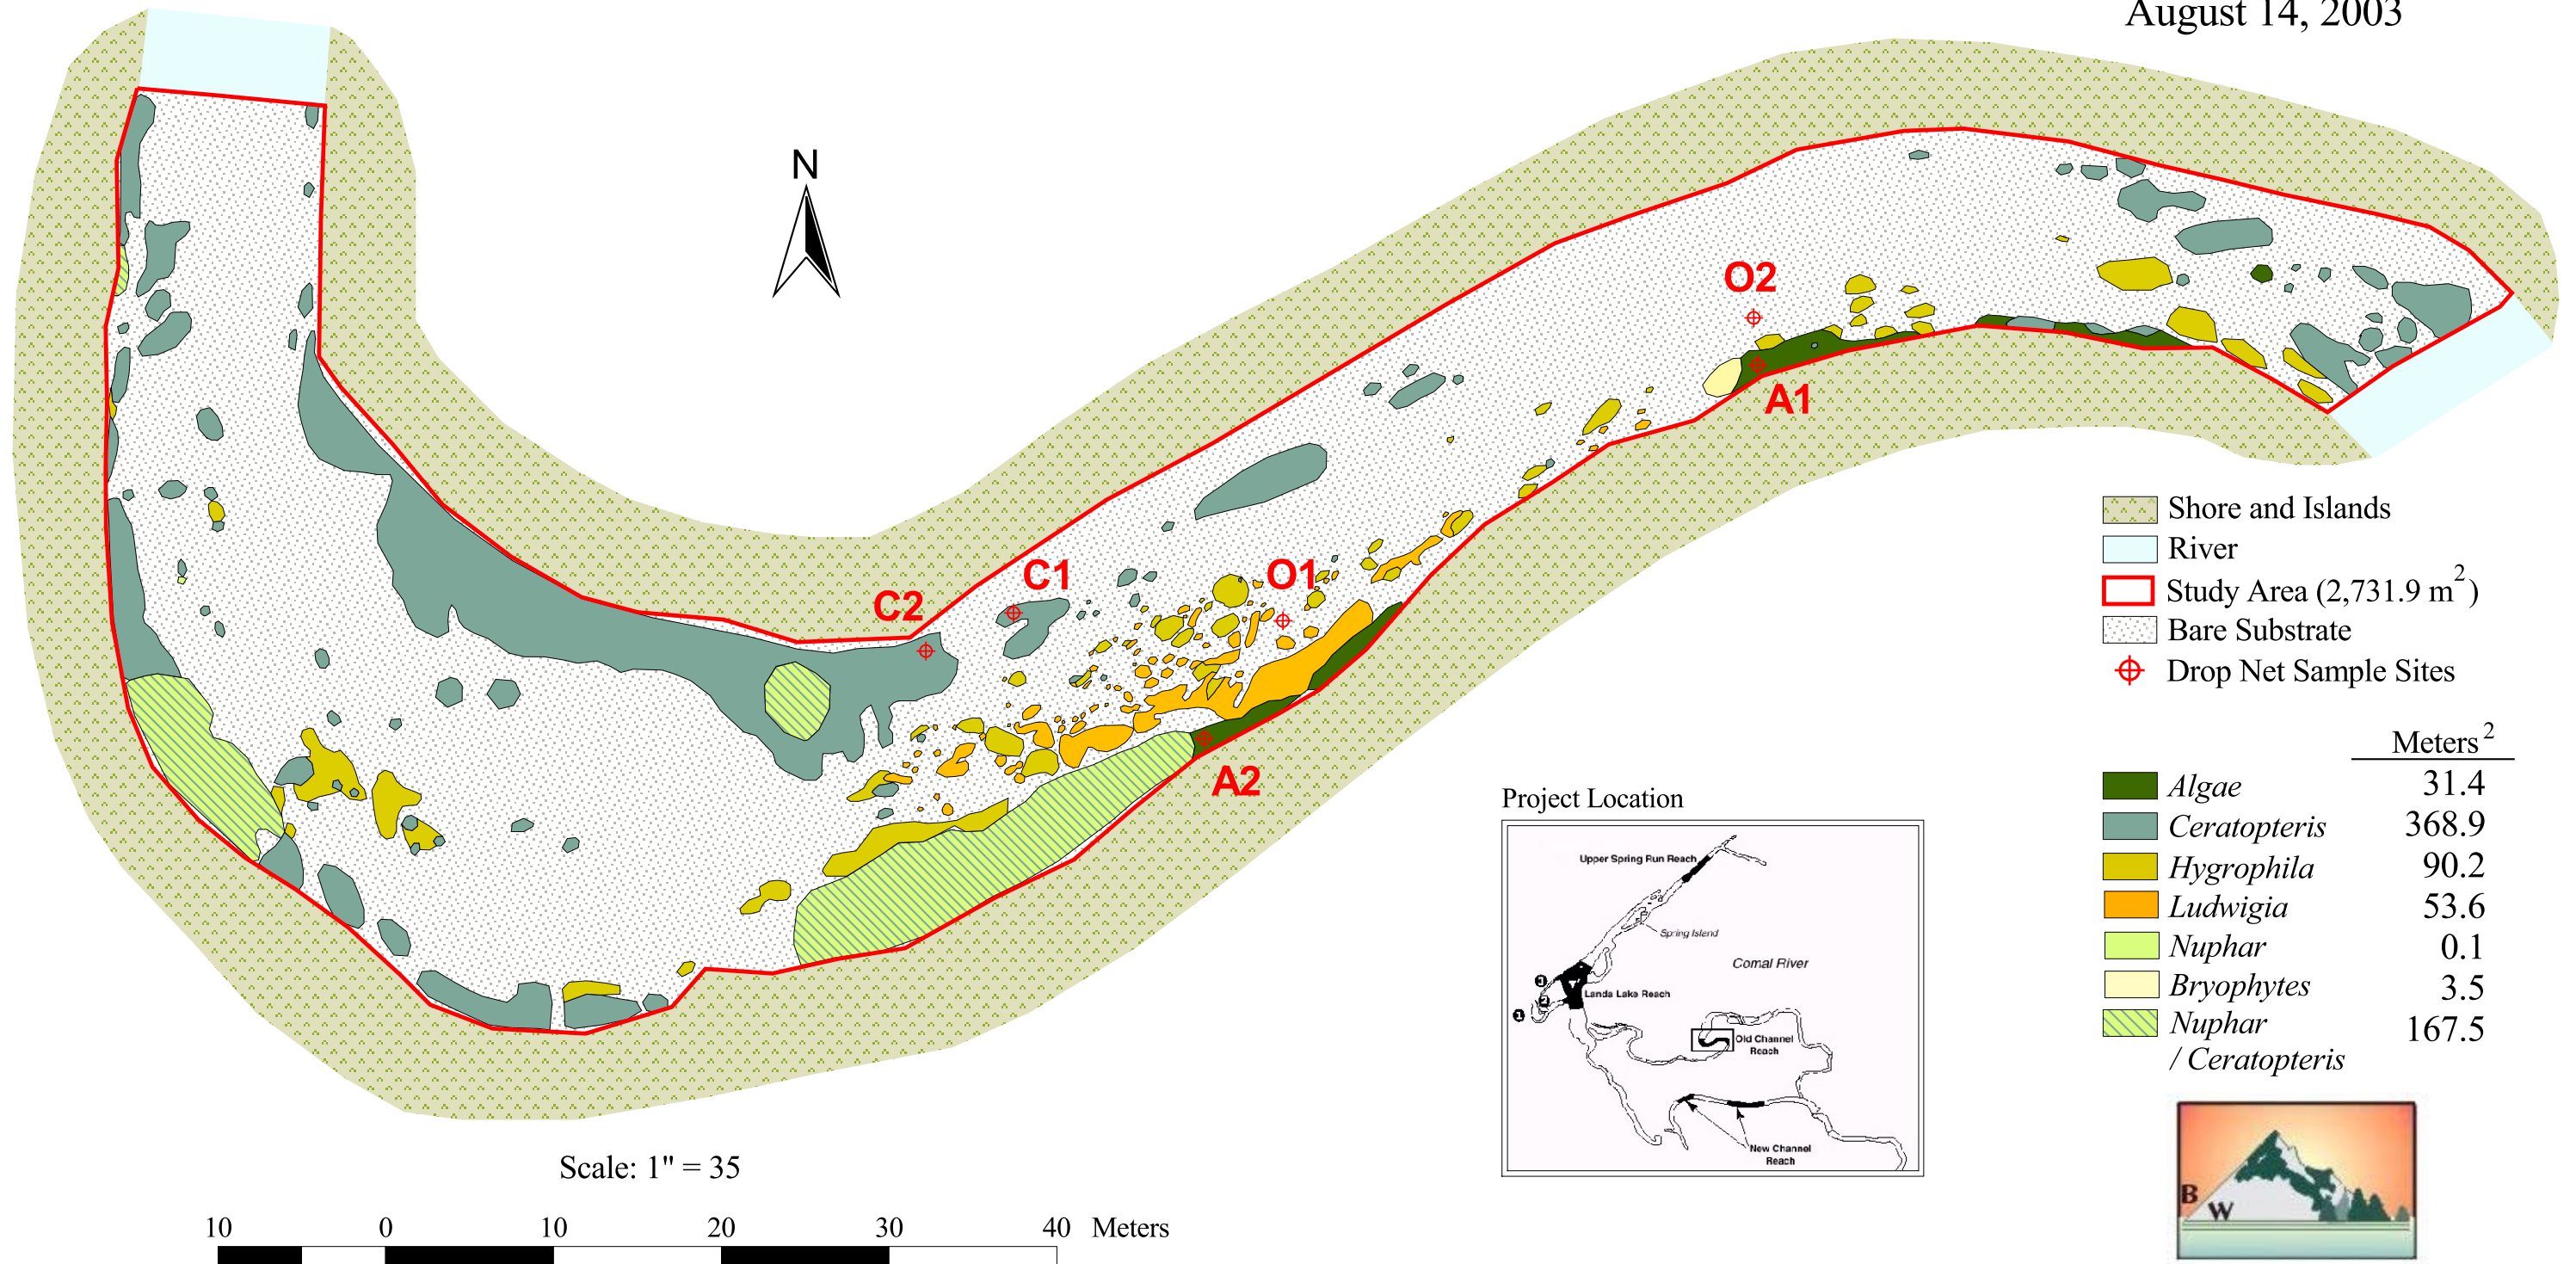 August 14, 2003
N
O2
A1
C1
O1
C2
A2
Shore and Islands
River
Study Area (2,731.9 m2)
Bare Substrate
Drop Net Sample Sites
Meters2
Algae 31.4
Ceratopteris 368.9
Hygrophila 90.2
Ludwigia 53.6
Nuphar 0.1
Bryophytes 3.5
Nuphar 167.5
/ Ceratopteris
Project Location
Upper Spring Run Reach
Spring Island
Comal River
3
Landa Lake Reach
2
1
Old Channel
Reach
New Channel
Reach
Scale: 1" = 35
10 0 10 20 30 40 Meters
B
W